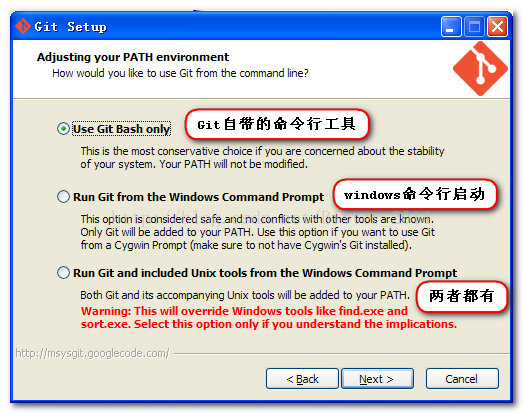 Git Setup
Adjusting your PATH environment
How would you like to use Git from the command line?
Use Git Bash only
Git自带的命令行工具
This is the most conservative choice if you are concerned about the stability
of your system. Your PATH will not be modified.
Run Git from the Windows Command Prompt
windows命令行启动
This option is considered safe and no conflicts with other tools are known.
Only Git will be added to your PATH. Use this option if you want to use Git
from a Cygwin Prompt (make sure to not have Cygwin's Git installed).
Run Git and included Unix tools from the Windows Command Prompt
Both Git and its accompanying Unix tools will be added to your PATH.
两者都有
Warning: This will override Windows tools like find.exe and
sort.exe. Select this option only if you understand the implications.
http://msysgit.googlecode.com/
< Back
Next >
Cancel